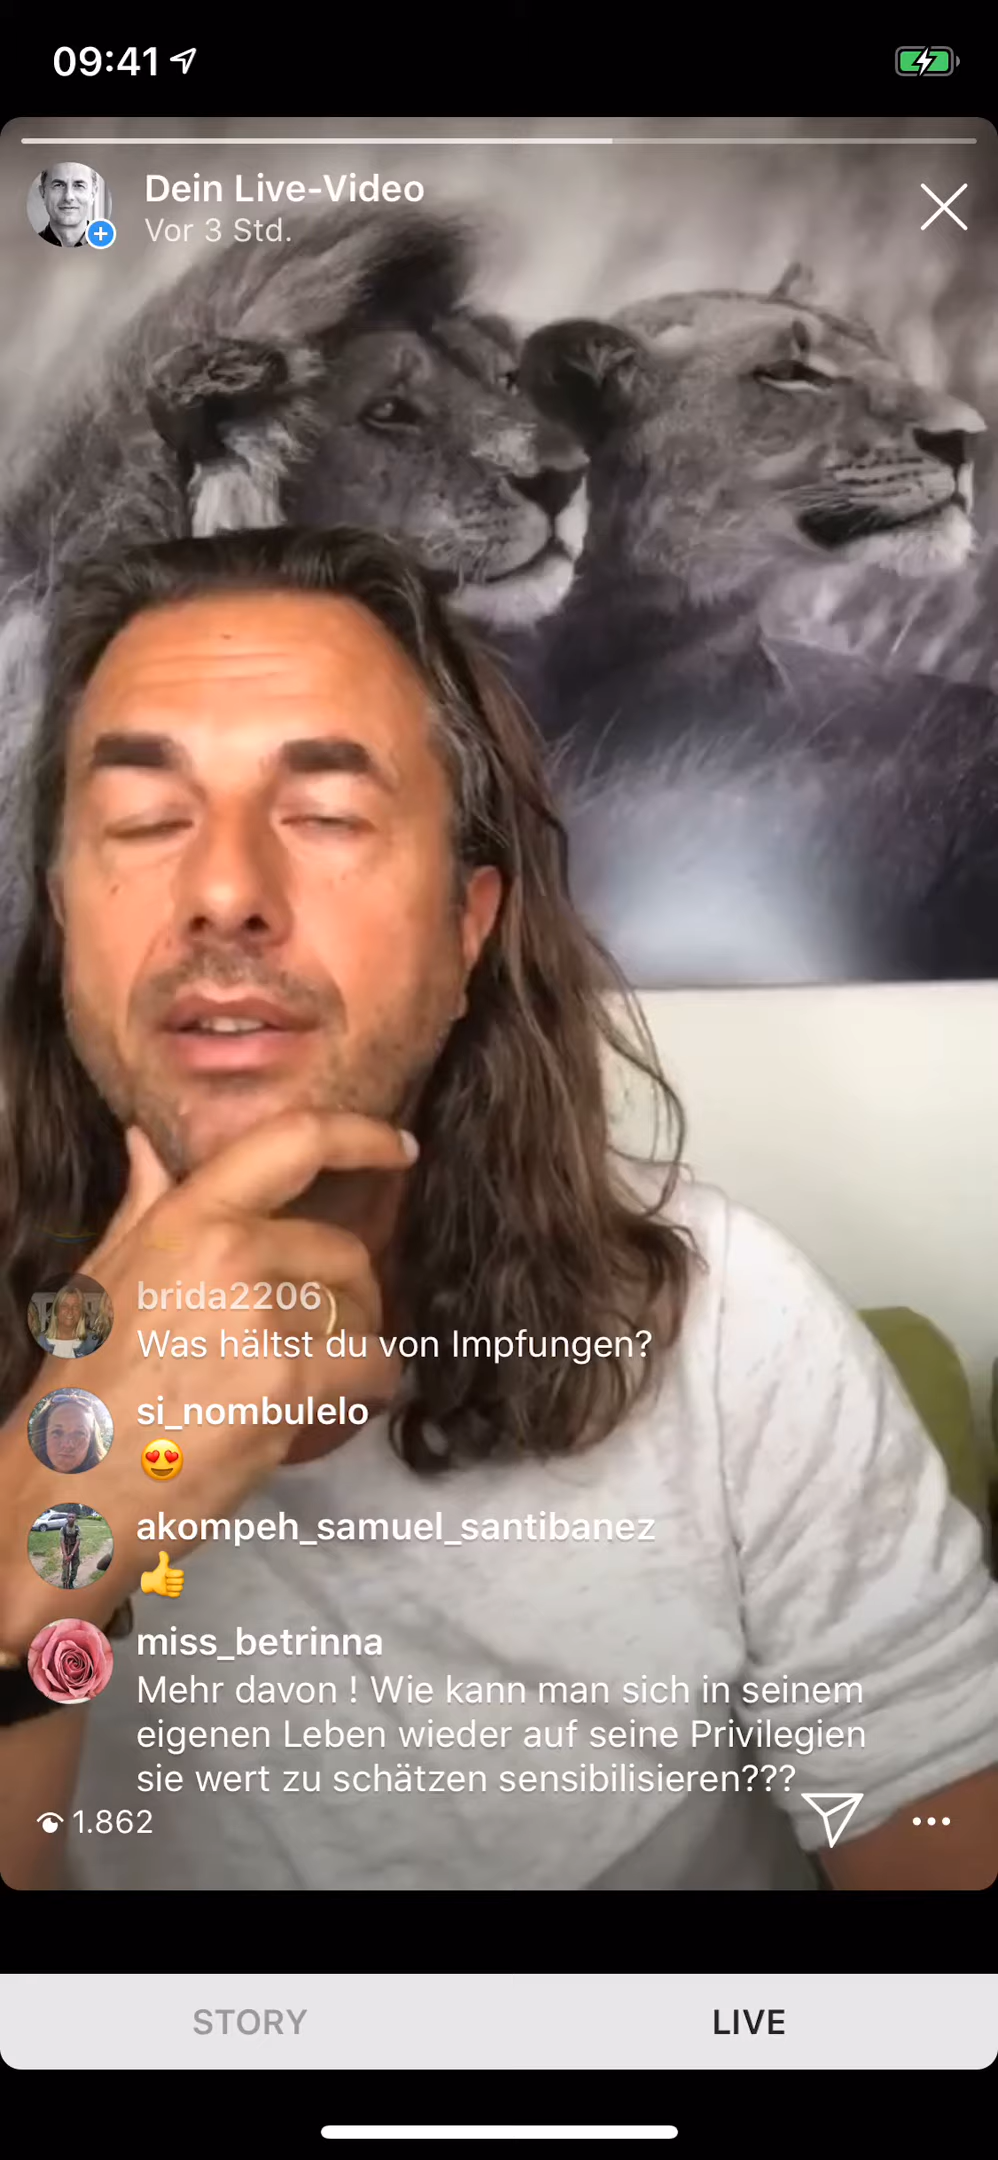 09:41
Dein Live-Video
Vor 3 Std.
brida2206
Was hältst du von Impfungen?
si_nombulelo
😍
akompeh_samuel_santibanez
👍
miss_betrinna
Mehr davon ! Wie kann man sich in seinem
eigenen Leben wieder auf seine Privilegien
sie wert zu schätzen sensibilisieren???
1.862
STORY
LIVE